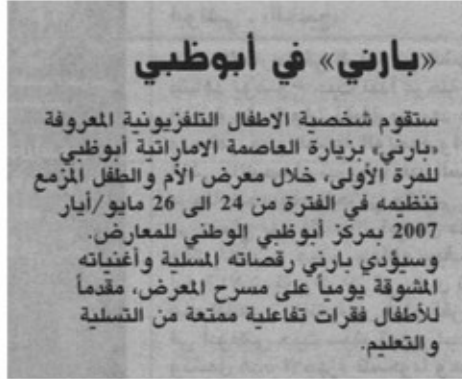 «بارني» في أبوظبي
ستقوم شخصية الاطفال التلفزيونية المعروفة
«بارني» بزيارة العاصمة الاماراتية أبوظبي
للمرة الأولى، خلال معرض الأم والطفل المزمع
تنظيمه في الفترة من 24 الى 26 مايو/أيار
2007 بمركز أبوظبي الوطني للمعارض.
وسيؤدي بارني رقصاته المسلية وأغنياته
المشوقة يومياً على مسرح المعرض، مقدماً
للأطفال فقرات تفاعلية ممتعة من التسلية
والتعليم.